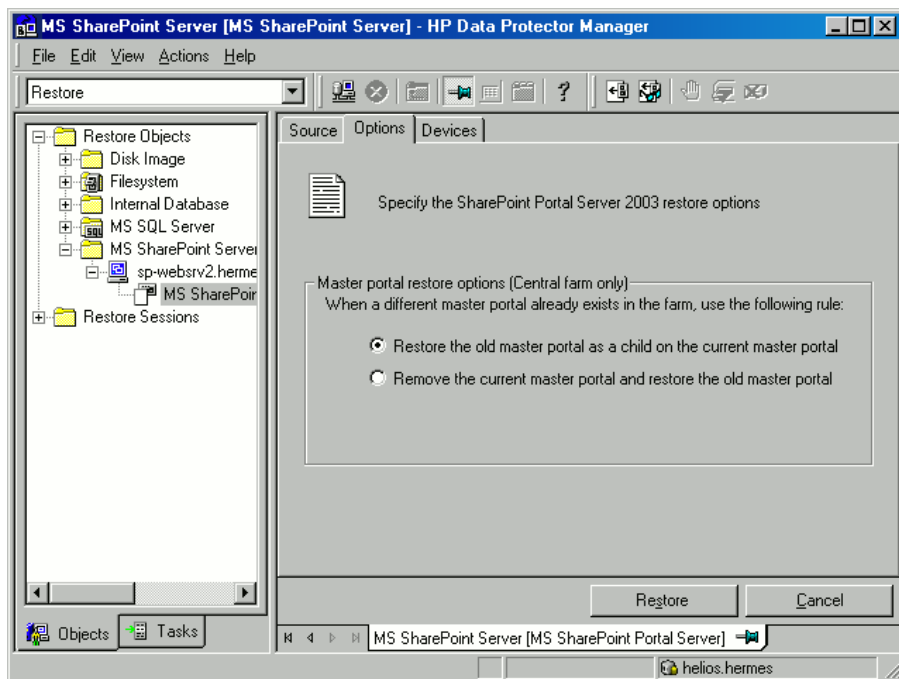 MS SharePoint Server [MS SharePoint Server] - HP Data Protector Manager
File Edit View Actions Help
Restore
Restore Objects
Disk Image
Filesystem
Internal Database
MS SQL Server
MS SharePoint Server
sp-websrv2.herme
MS SharePoir
Restore Sessions
Objects Tasks
Source Options Devices
Specify the SharePoint Portal Server 2003 restore options
Master portal restore options (Central farm only)
When a different master portal already exists in the farm, use the following rule:
Restore the old master portal as a child on the current master portal
Remove the current master portal and restore the old master portal
Restore Cancel
MS SharePoint Server [MS SharePoint Portal Server]
helios.hermes